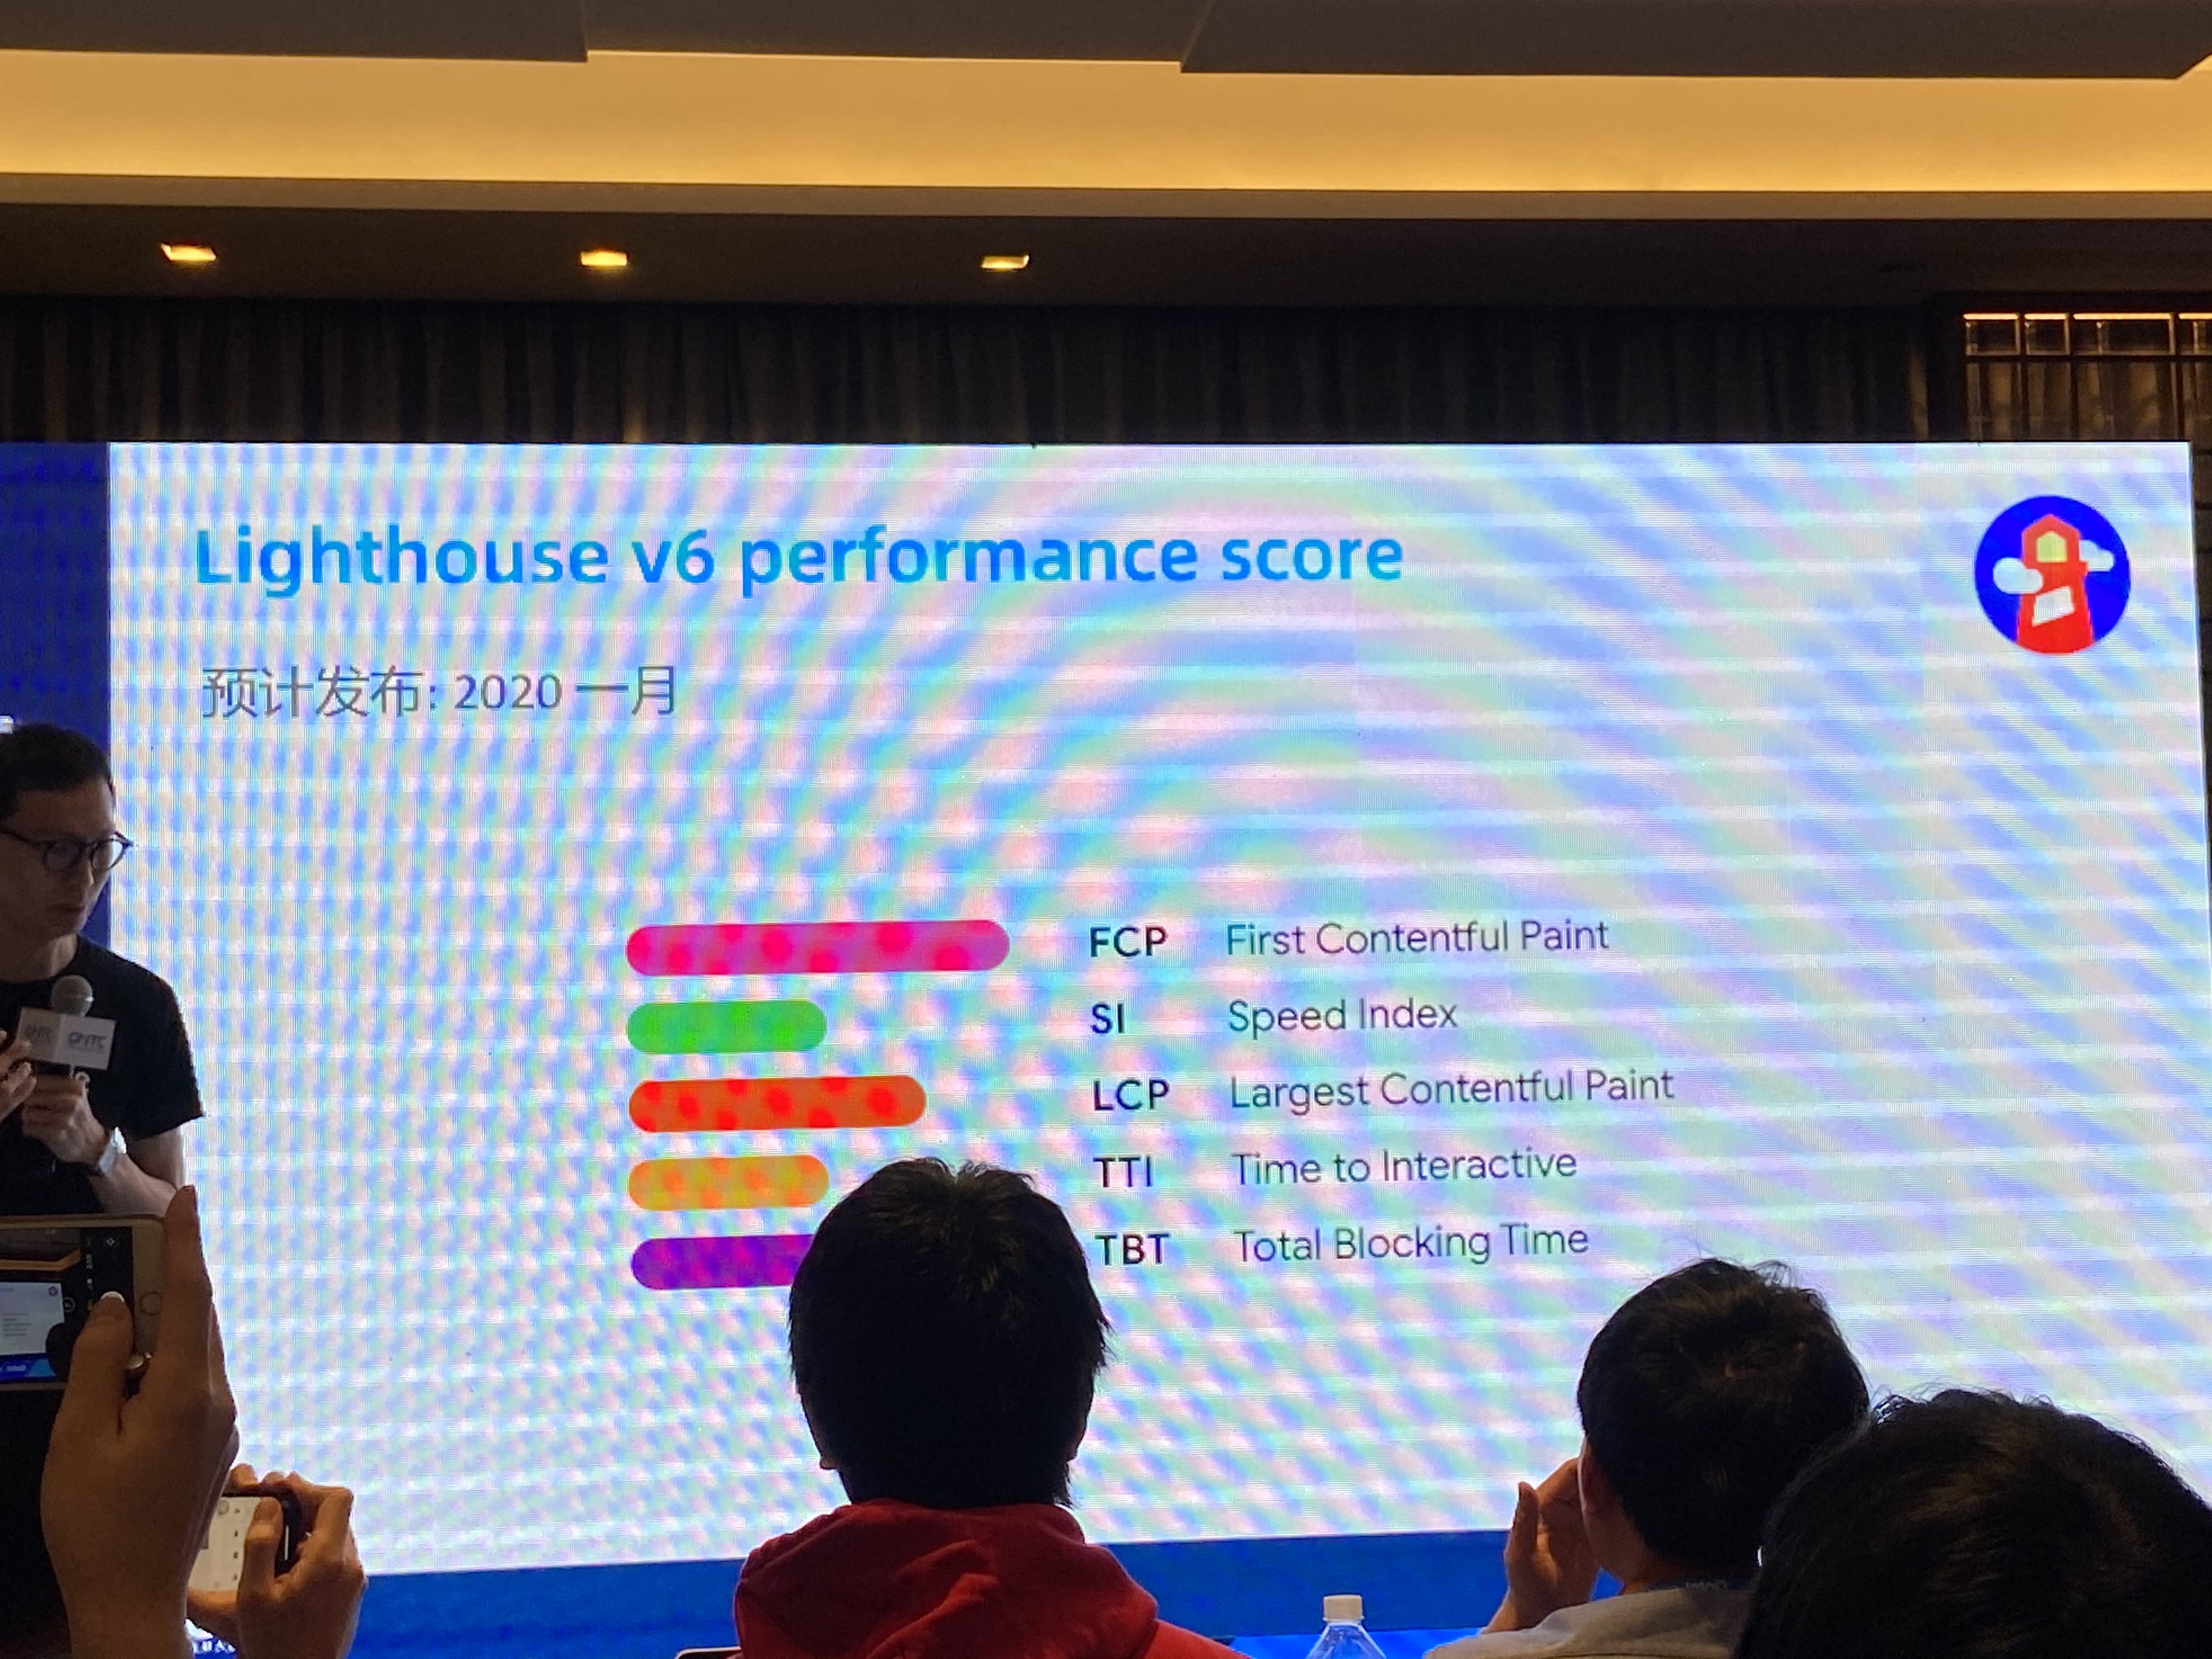 Lighthouse v6 performance score
预计发布: 2020 一月
FCP First Contentful Paint
SI Speed Index
LCP Largest Contentful Paint
TTI Time to Interactive
TBT Total Blocking Time